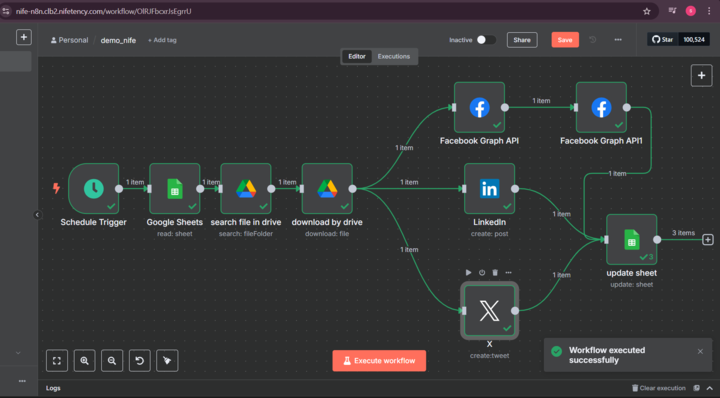 nife-n8n.clb2.nifetency.com/workflow/OlRJFbcxrJsEgrrU
S
Personal / demo_nife + Add tag
Inactive
Share
Save
Star 100,524
Editor Executions
1 item
Facebook Graph API
1 item
Facebook Graph API1
1 item
Schedule Trigger
1 item
Google Sheets
read: sheet
1 item
search file in drive
search: fileFolder
1 item
download by drive
download: file
1 item
in
LinkedIn
create: post
1 item
1 item
X
create:tweet
1 item
3
update sheet
update: sheet
3 items
Execute workflow
Workflow executed
successfully
Logs
Clear execution